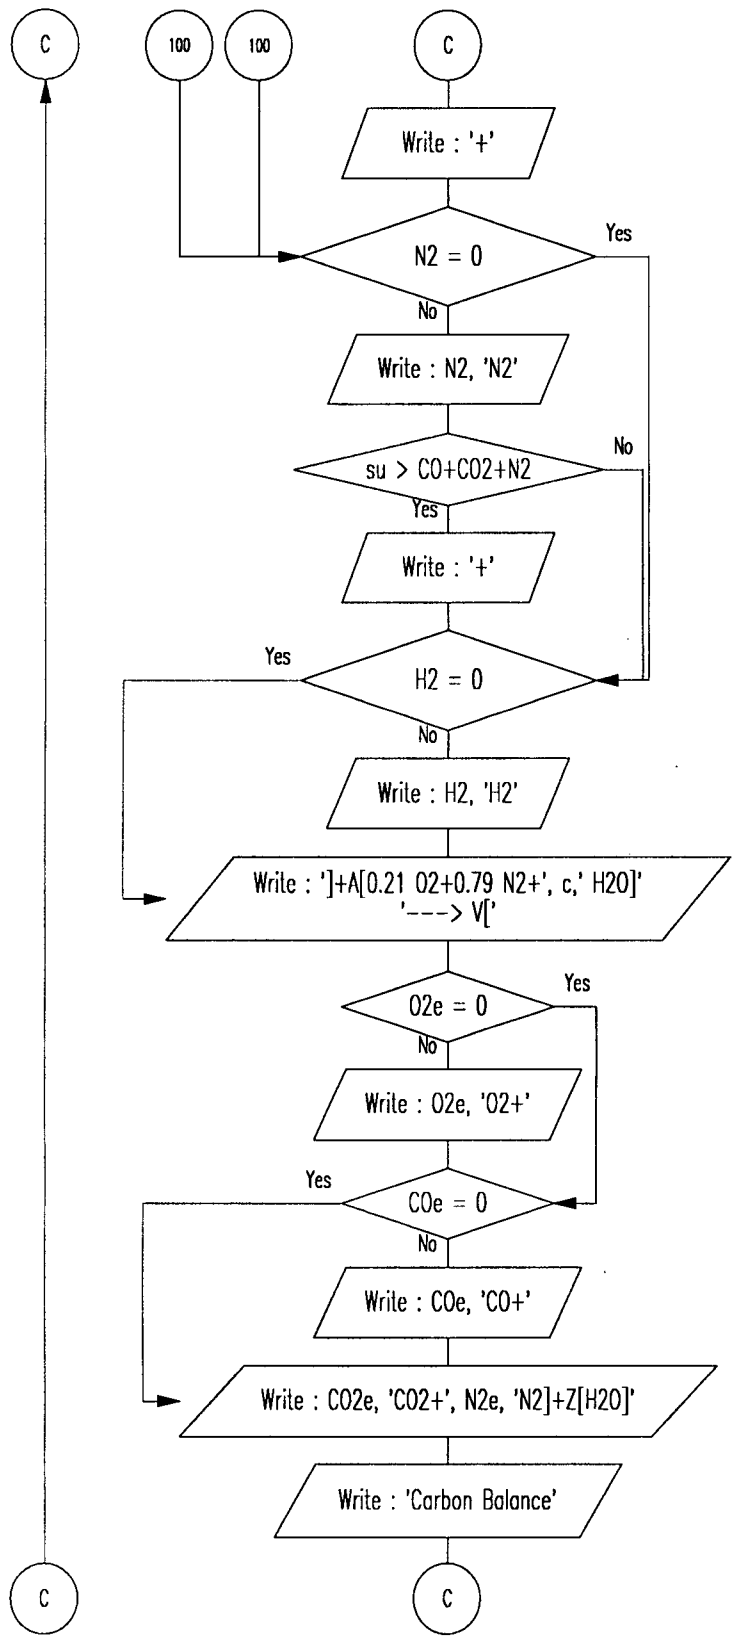 C
100
100
C
Write : '+'
N2 = 0
Yes
No
Write : N2, 'N2'
su > CO+CO2+N2
No
Yes
Write : '+'
H2 = 0
Yes
No
Write : H2, 'H2'
Write : ']+A[0.21 O2+0.79 N2+', c,' H2O]'
'---> V['
O2e = 0
Yes
No
Write : O2e, 'O2+'
COe = 0
Yes
No
Write : COe, 'CO+'
Write : CO2e, 'CO2+', N2e, 'N2]+Z[H2O]'
Write : 'Carbon Balance'
C
C